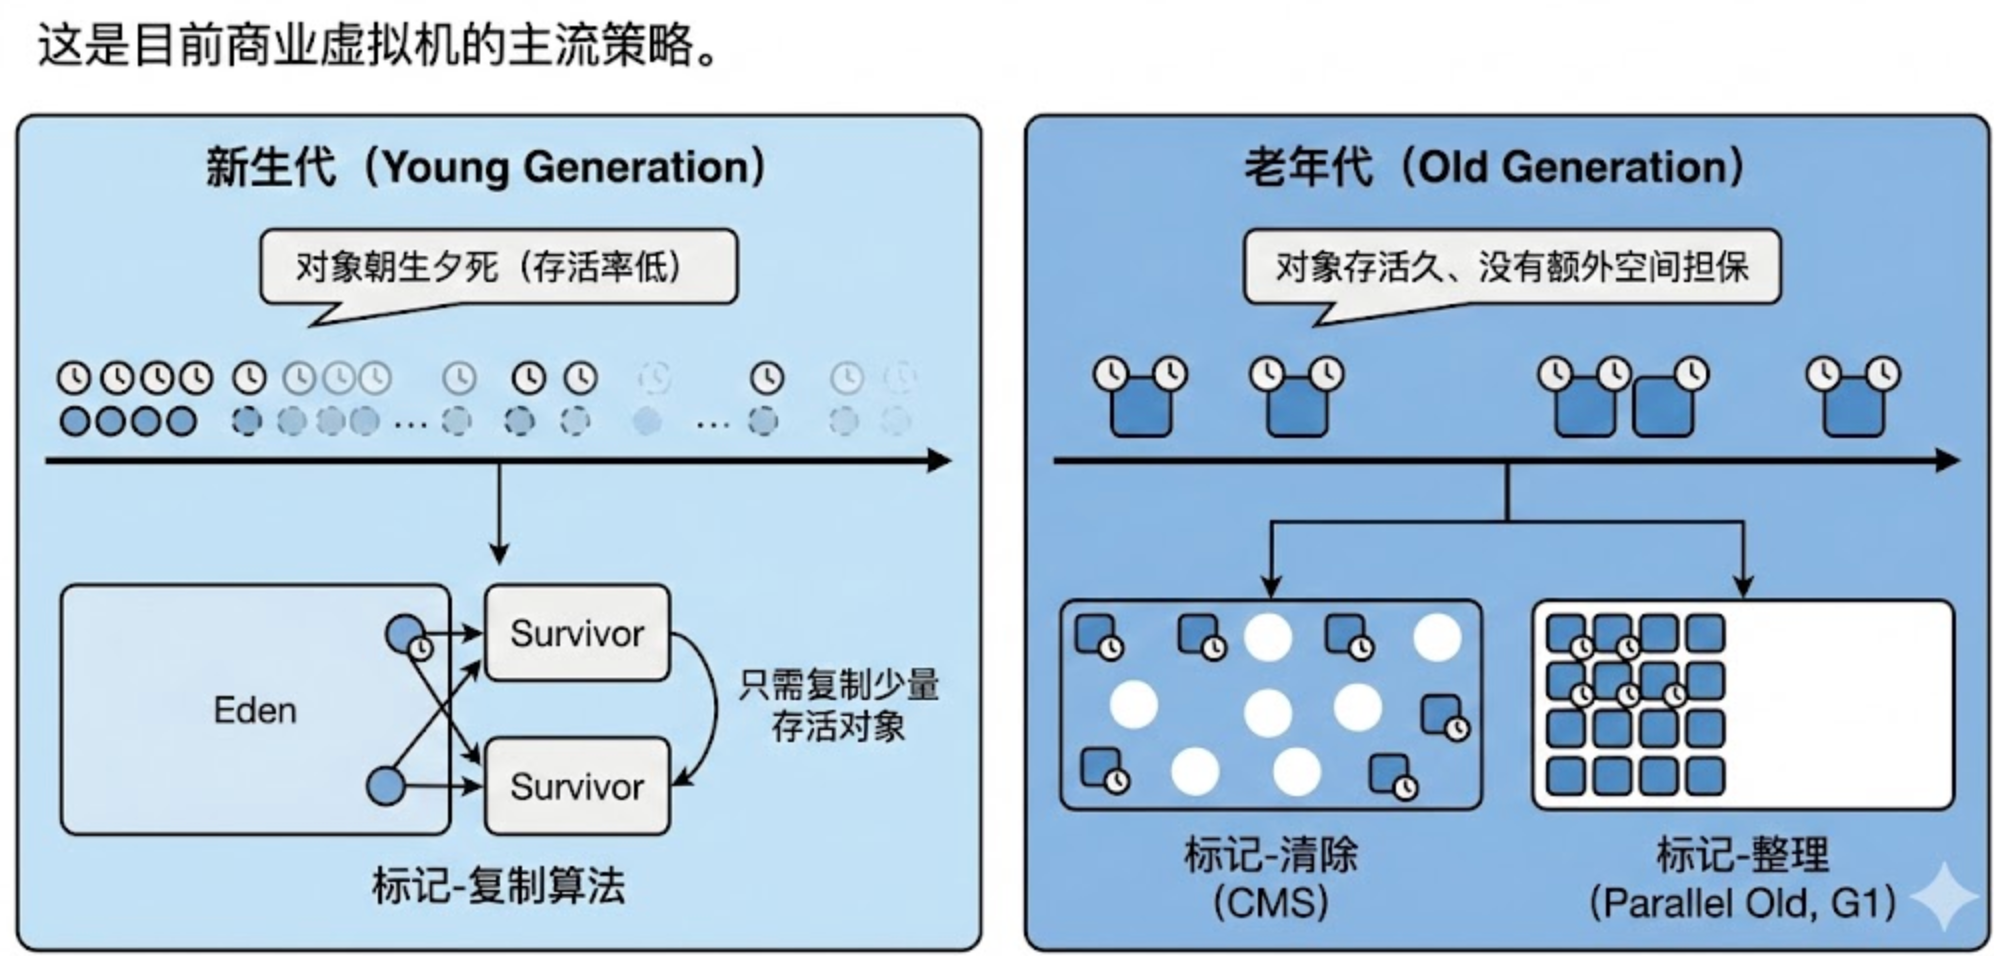 这是目前商业虚拟机的主流策略。
新生代（Young Generation）
对象朝生夕死（存活率低）
...
...
Eden
Survivor
Survivor
只需复制少量
存活对象
标记-复制算法
老年代（Old Generation）
对象存活久、没有额外空间担保
标记-清除
(CMS)
标记-整理
(Parallel Old, G1)